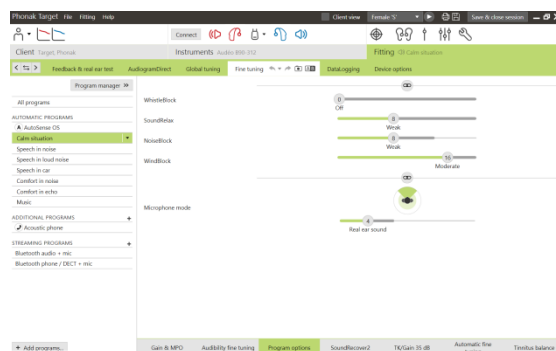 Phonak Target File Fitting Help
Client view Female 'S' Save & close session
Connect
Client Target, Phonak Instruments Audéo B90-312 Fitting Calm situation
Feedback & real ear test AudiogramDirect Global tuning Fine tuning DataLogging Device options
Program manager
All programs
AUTOMATIC PROGRAMS
A AutoSense OS
Calm situation
Speech in noise
Speech in loud noise
Speech in car
Comfort in noise
Comfort in echo
Music
ADDITIONAL PROGRAMS +
Acoustic phone
STREAMING PROGRAMS +
Bluetooth audio + mic
Bluetooth phone / DECT + mic
+ Add programs...
WhistleBlock
0
Off
SoundRelax
8
Weak
NoiseBlock
8
Weak
WindBlock
16
Moderate
Microphone mode
4
Real ear sound
Gain & MPO Audibility fine tuning Program options SoundRecover2 TK/Gain 35 dB Automatic fine Tinnitus balance